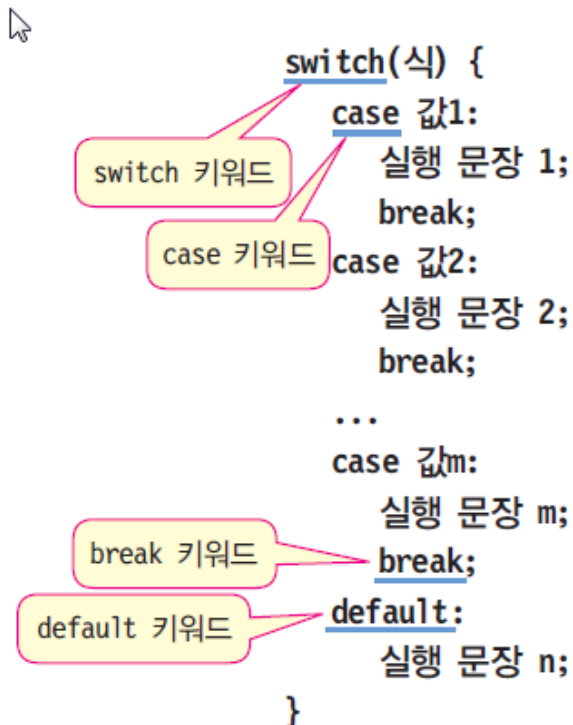 switch(식) {
case 값1:
switch 키워드
실행 문장 1;
break;
case 키워드
case 값2:
실행 문장 2;
break;
...
case 값m:
실행 문장 m;
break 키워드
break;
default 키워드
default:
실행 문장 n;
}